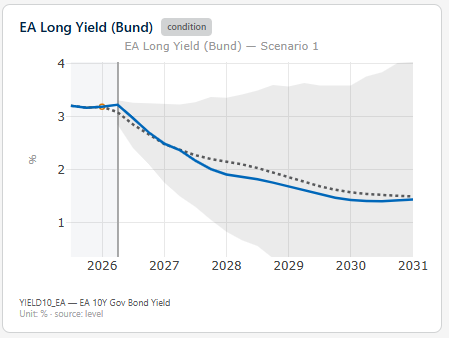 EA Long Yield (Bund) condition
EA Long Yield (Bund) — Scenario 1
4
3
2
1
%
2026 2027 2028 2029 2030 2031
YIELD10_EA — EA 10Y Gov Bond Yield
Unit: % · source: level